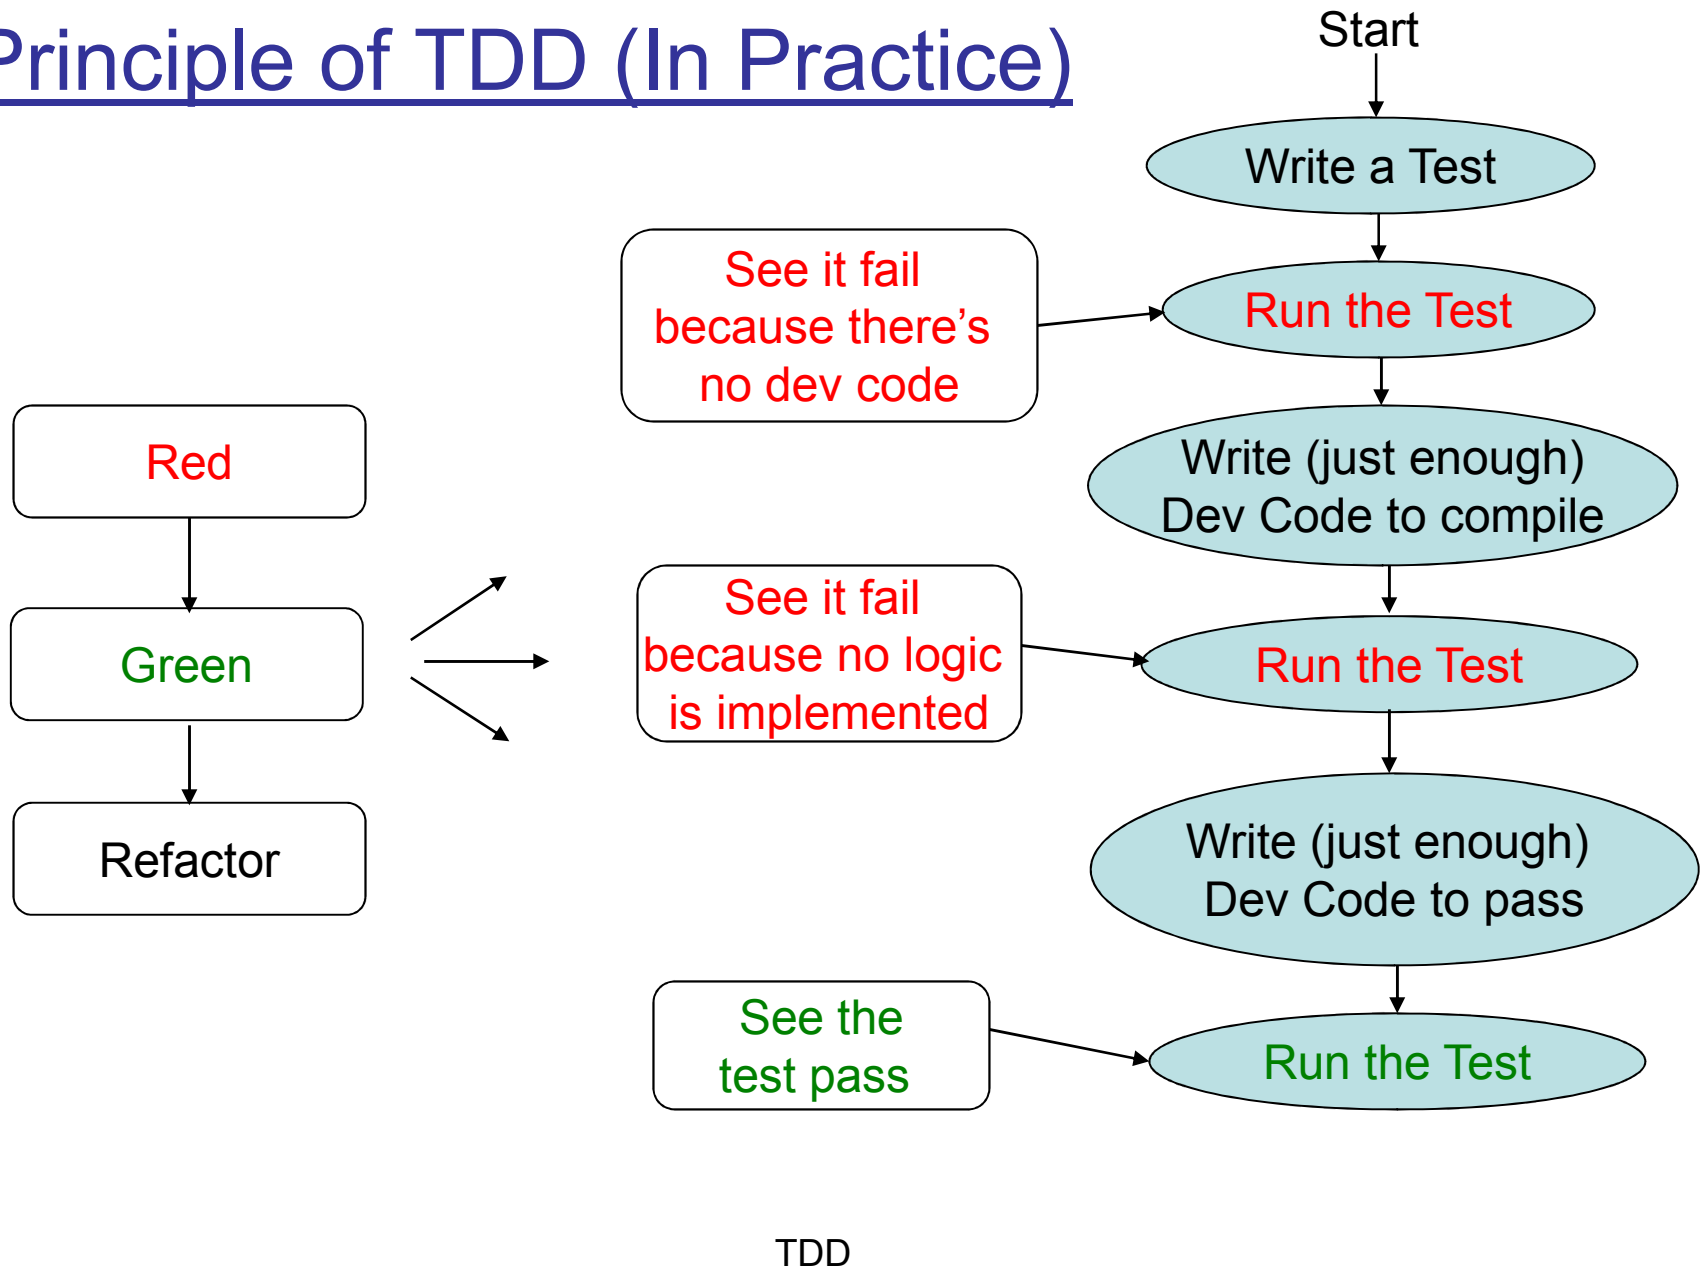 Principle of TDD (In Practice)
Start
Write a Test
See it fail
because there’s
no dev code
Run the Test
Red
Write (just enough)
Dev Code to compile
Green
See it fail
because no logic
is implemented
Run the Test
Refactor
Write (just enough)
Dev Code to pass
See the
test pass
Run the Test
TDD